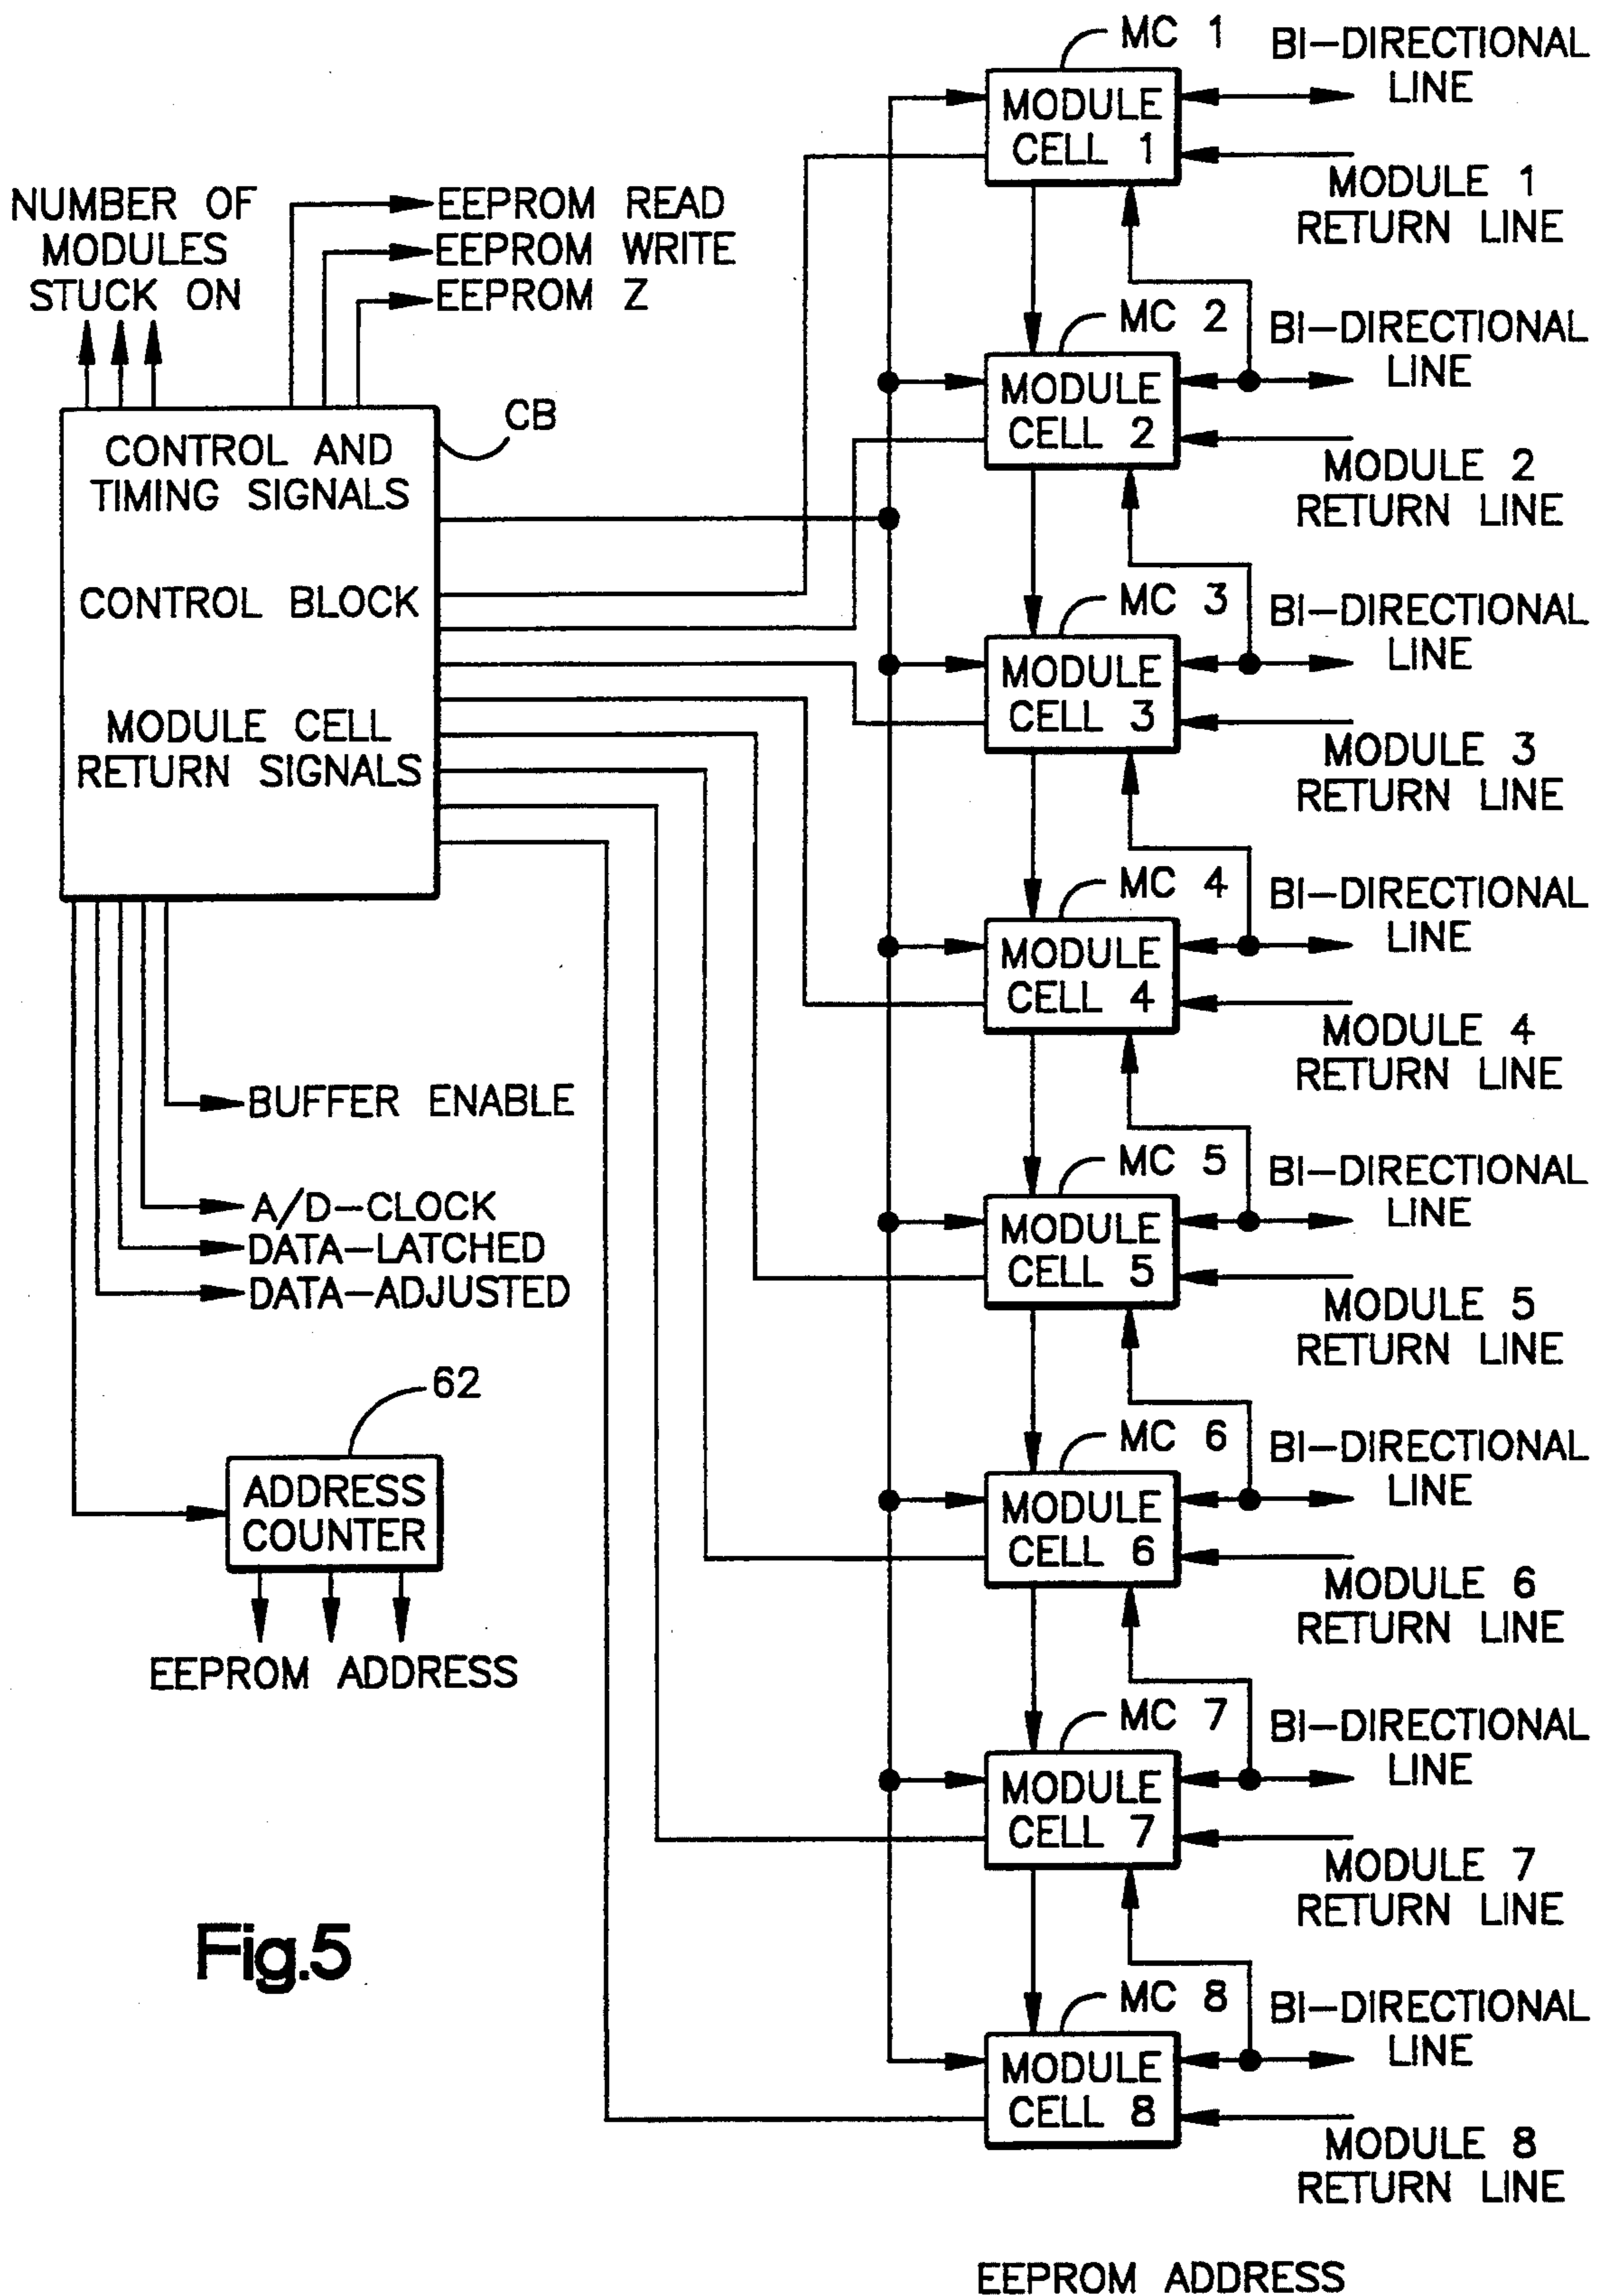 NUMBER OF
MODULES
STUCK ON
EEPROM READ
EEPROM WRITE
EEPROM Z
CB
CONTROL AND
TIMING SIGNALS
CONTROL BLOCK
MODULE CELL
RETURN SIGNALS
BUFFER ENABLE
A/D-CLOCK
DATA-LATCHED
DATA-ADJUSTED
62
ADDRESS
COUNTER
EEPROM ADDRESS
Fig.5
MC 1
MODULE
CELL 1
BI-DIRECTIONAL
LINE
MODULE 1
RETURN LINE
MC 2
MODULE
CELL 2
BI-DIRECTIONAL
LINE
MODULE 2
RETURN LINE
MC 3
MODULE
CELL 3
BI-DIRECTIONAL
LINE
MODULE 3
RETURN LINE
MC 4
MODULE
CELL 4
BI-DIRECTIONAL
LINE
MODULE 4
RETURN LINE
MC 5
MODULE
CELL 5
BI-DIRECTIONAL
LINE
MODULE 5
RETURN LINE
MC 6
MODULE
CELL 6
BI-DIRECTIONAL
LINE
MODULE 6
RETURN LINE
MC 7
MODULE
CELL 7
BI-DIRECTIONAL
LINE
MODULE 7
RETURN LINE
MC 8
MODULE
CELL 8
BI-DIRECTIONAL
LINE
MODULE 8
RETURN LINE
EEPROM ADDRESS